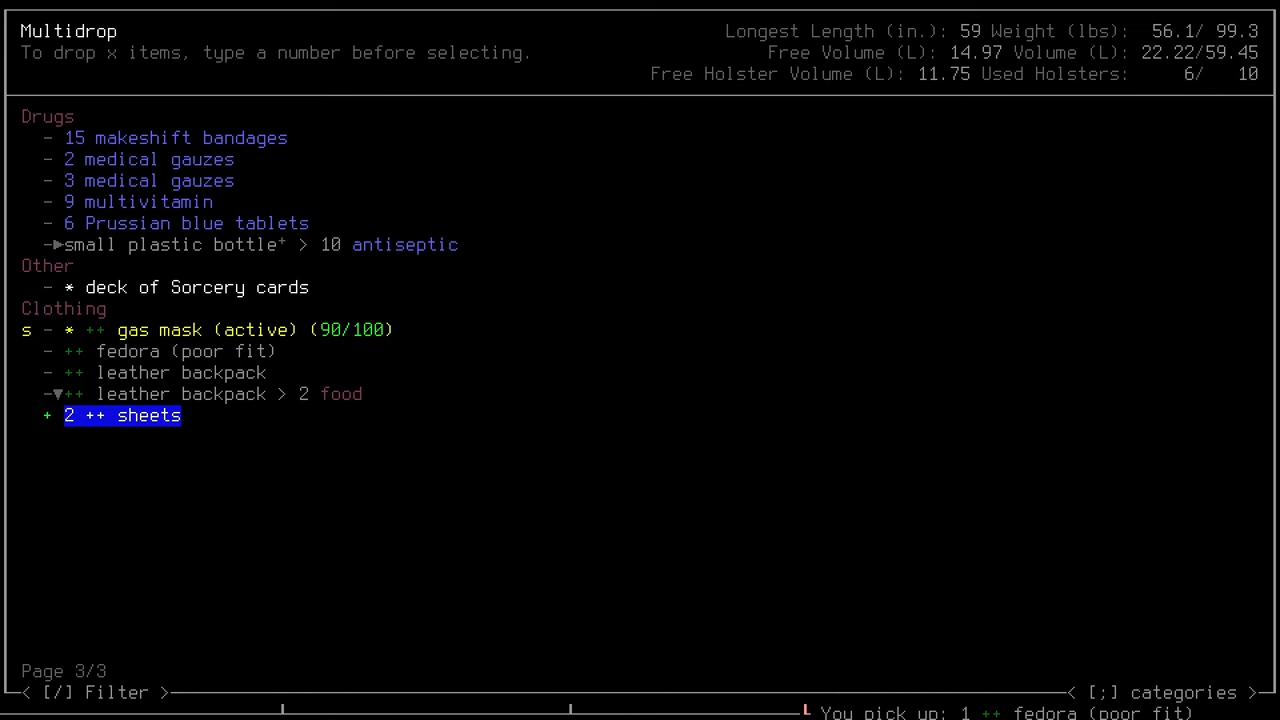 Multidrop
Longest Length (in.): 59 Weight (lbs): 56.1/ 99.3
To drop x items, type a number before selecting.
Free Volume (L): 14.97 Volume (L): 22.22/59.45
Free Holster Volume (L): 11.75 Used Holsters: 6/ 10
Drugs
- 15 makeshift bandages
- 2 medical gauzes
- 3 medical gauzes
- 9 multivitamin
- 6 Prussian blue tablets
-▶small plastic bottle⁺ > 10 antiseptic
Other
- * deck of Sorcery cards
Clothing
s - * ++ gas mask (active) (90/100)
- ++ fedora (poor fit)
- ++ leather backpack
-▼++ leather backpack > 2 food
+ 2 ++ sheets
Page 3/3
< [/] Filter >
< [;] categories >
You pick up: 1 ++ fedora (poor fit)